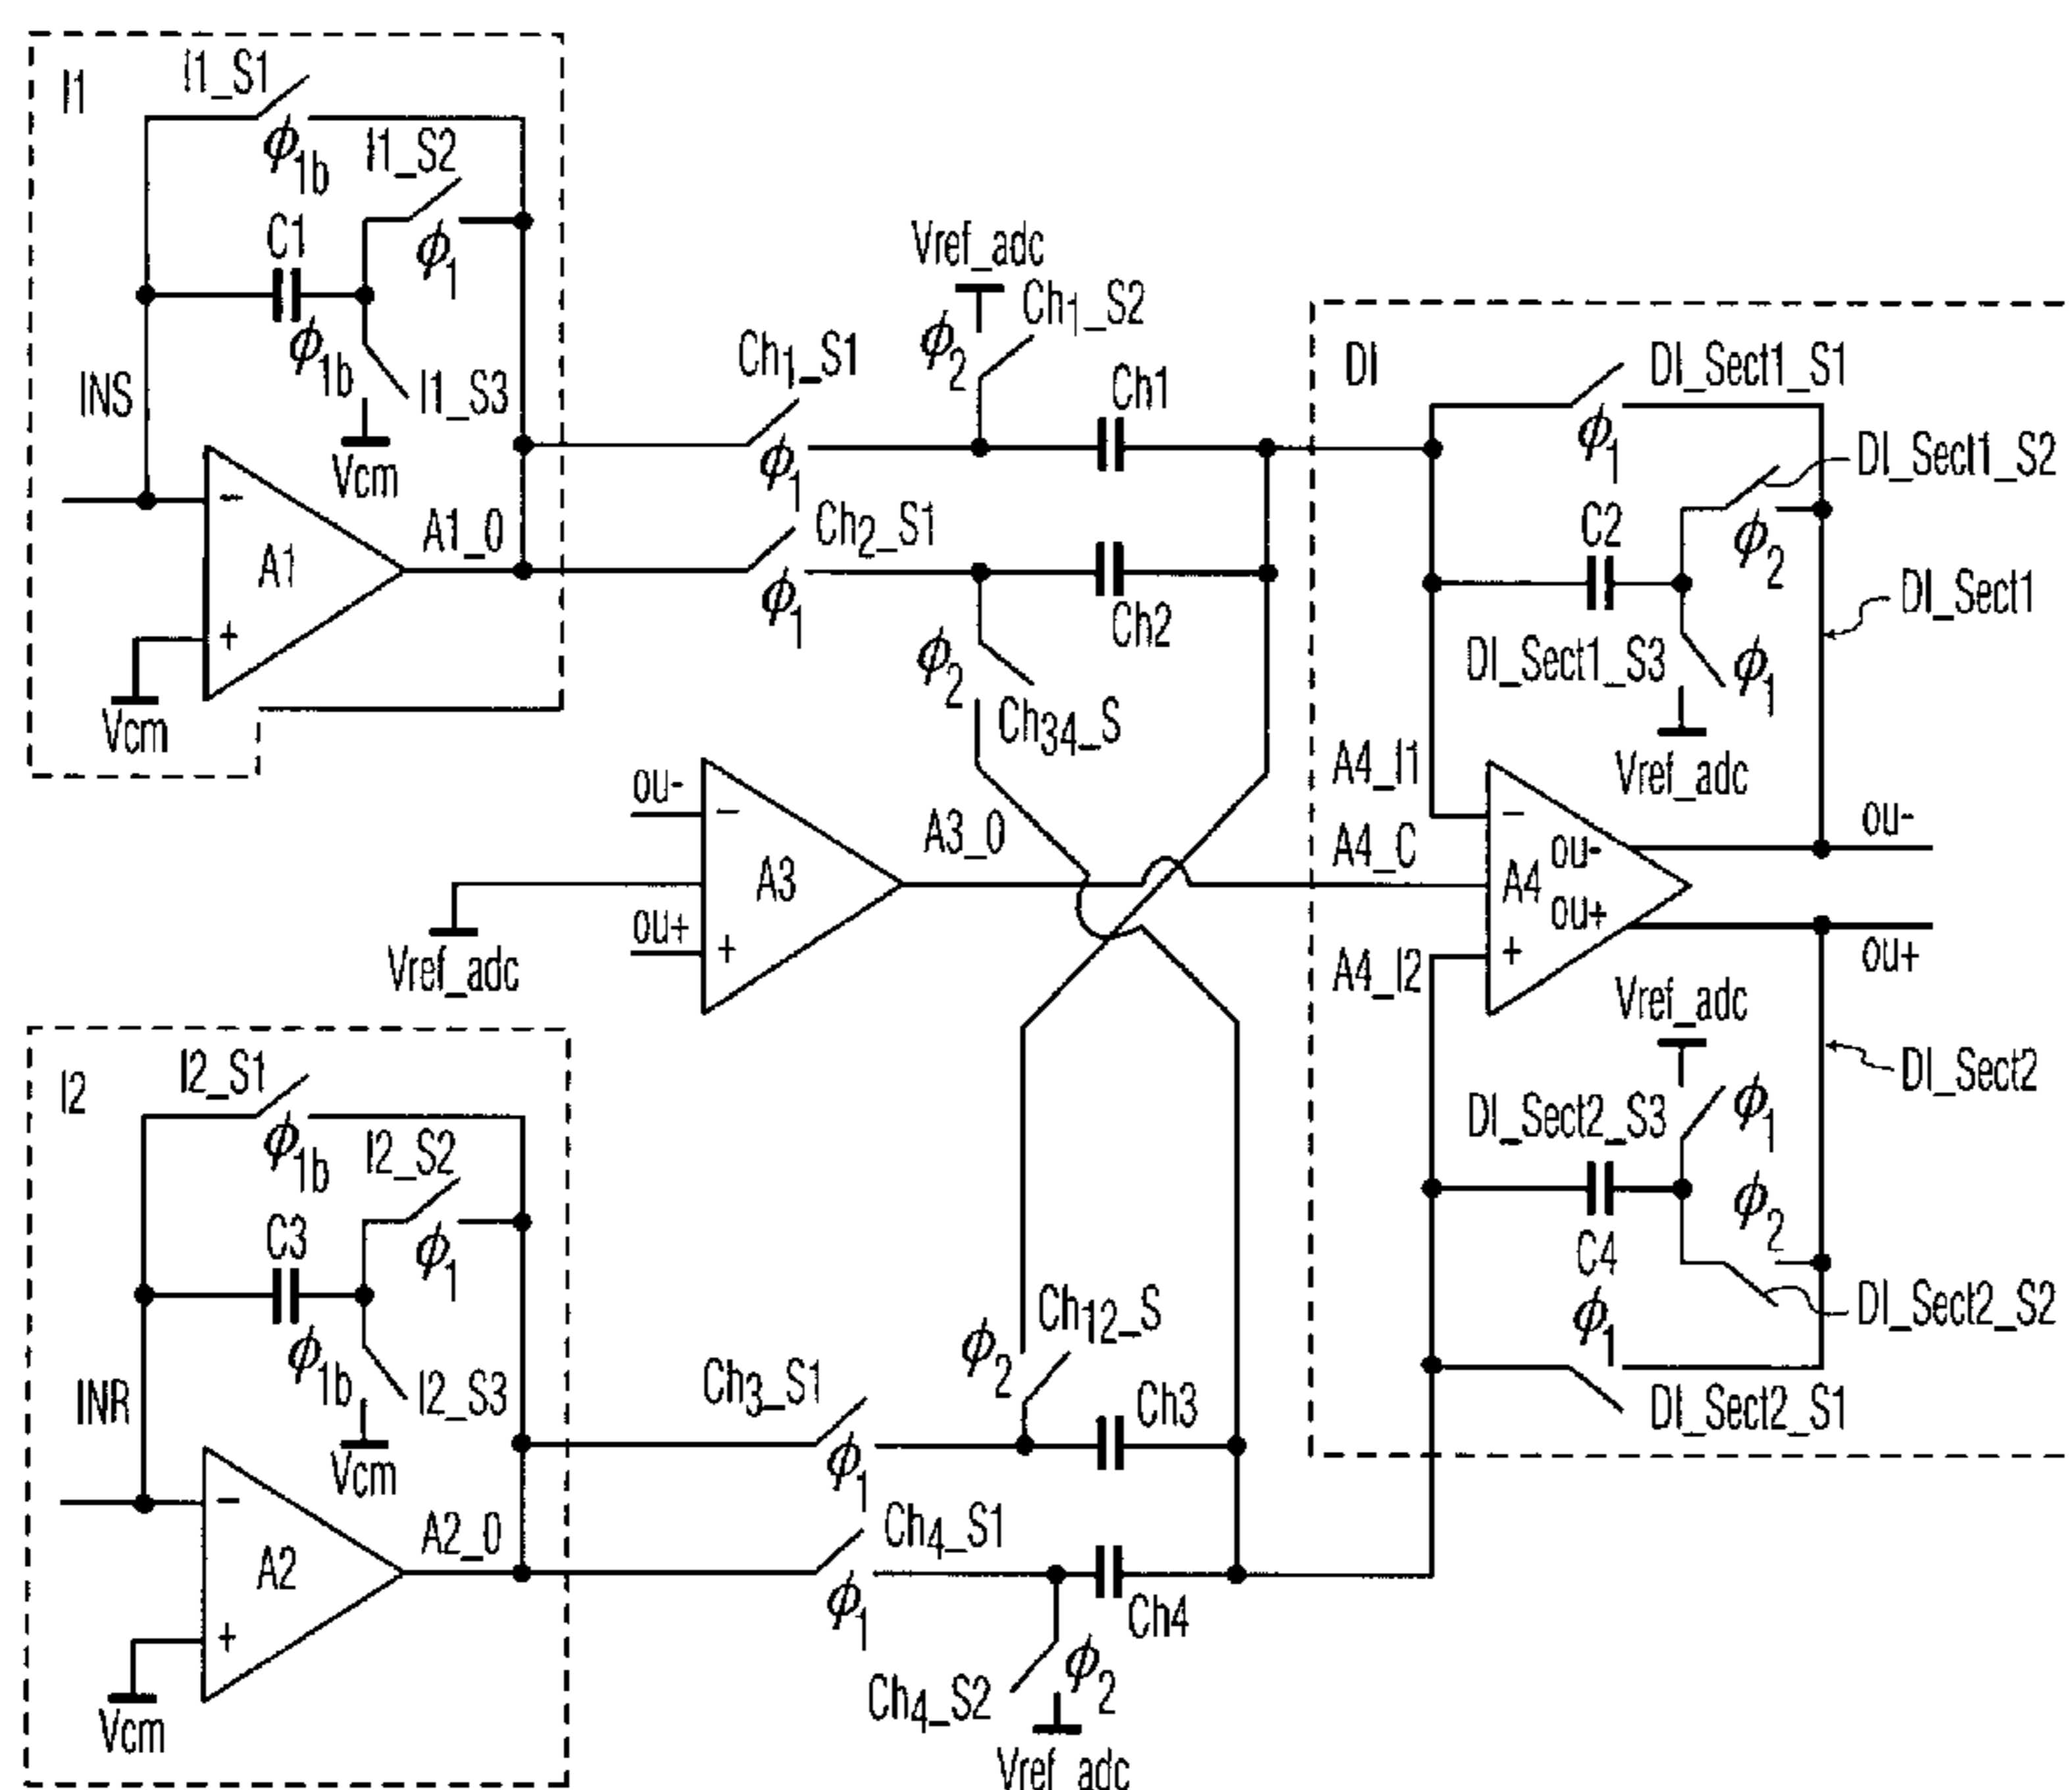 I1
I1_S1
ϕ1b
I1_S2
ϕ1
C1
ϕ1b
I1_S3
Vcm
INS
−
A1
+
A1_0
Vcm
Vref_adc
ϕ2
Ch1_S2
Ch1_S1
ϕ1
Ch1
Ch2_S1
ϕ1
Ch2
ϕ2
Ch34_S
DI
DI_Sect1_S1
ϕ1
DI_Sect1_S2
C2
ϕ2
DI_Sect1
DI_Sect1_S3
ϕ1
Vref_adc
A4_I1
ou-
−
A3_0
A3
A4_C
ou+
+
Vref_adc
−
ou-
A4
ou+
+
ou-
ou+
A4_I2
Vref_adc
DI_Sect2
DI_Sect2_S3
ϕ1
ϕ2
C4
DI_Sect2_S2
ϕ1
DI_Sect2_S1
I2
I2_S1
ϕ1b
I2_S2
ϕ1
C3
ϕ1b
I2_S3
Vcm
INR
−
A2
+
A2_0
Vcm
ϕ2
Ch12_S
Ch3_S1
ϕ1
Ch3
Ch4_S1
ϕ1
Ch4
Ch4_S2
ϕ2
Vref_adc